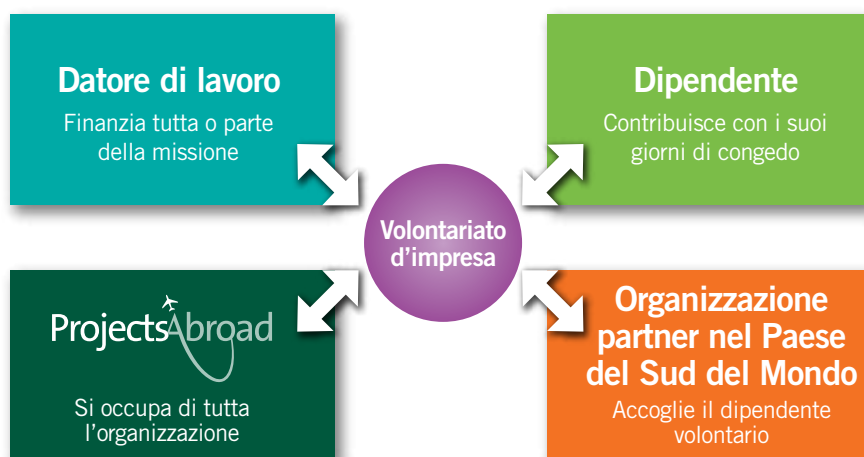 Datore di lavoro
Finanzia tutta o parte
della missione
Dipendente
Contribuisce con i suoi
giorni di congedo
Volontariato
d'impresa
ProjectsAbroad
Si occupa di tutta
l'organizzazione
Organizzazione
partner nel Paese
del Sud del Mondo
Accoglie il dipendente
volontario